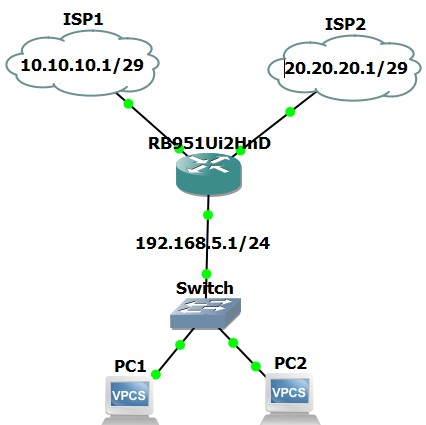 ISP1
ISP2
10.10.10.1/29
20.20.20.1/29
RB951Ui2HnD
192.168.5.1/24
Switch
PC1
PC2
VPCS
VPCS